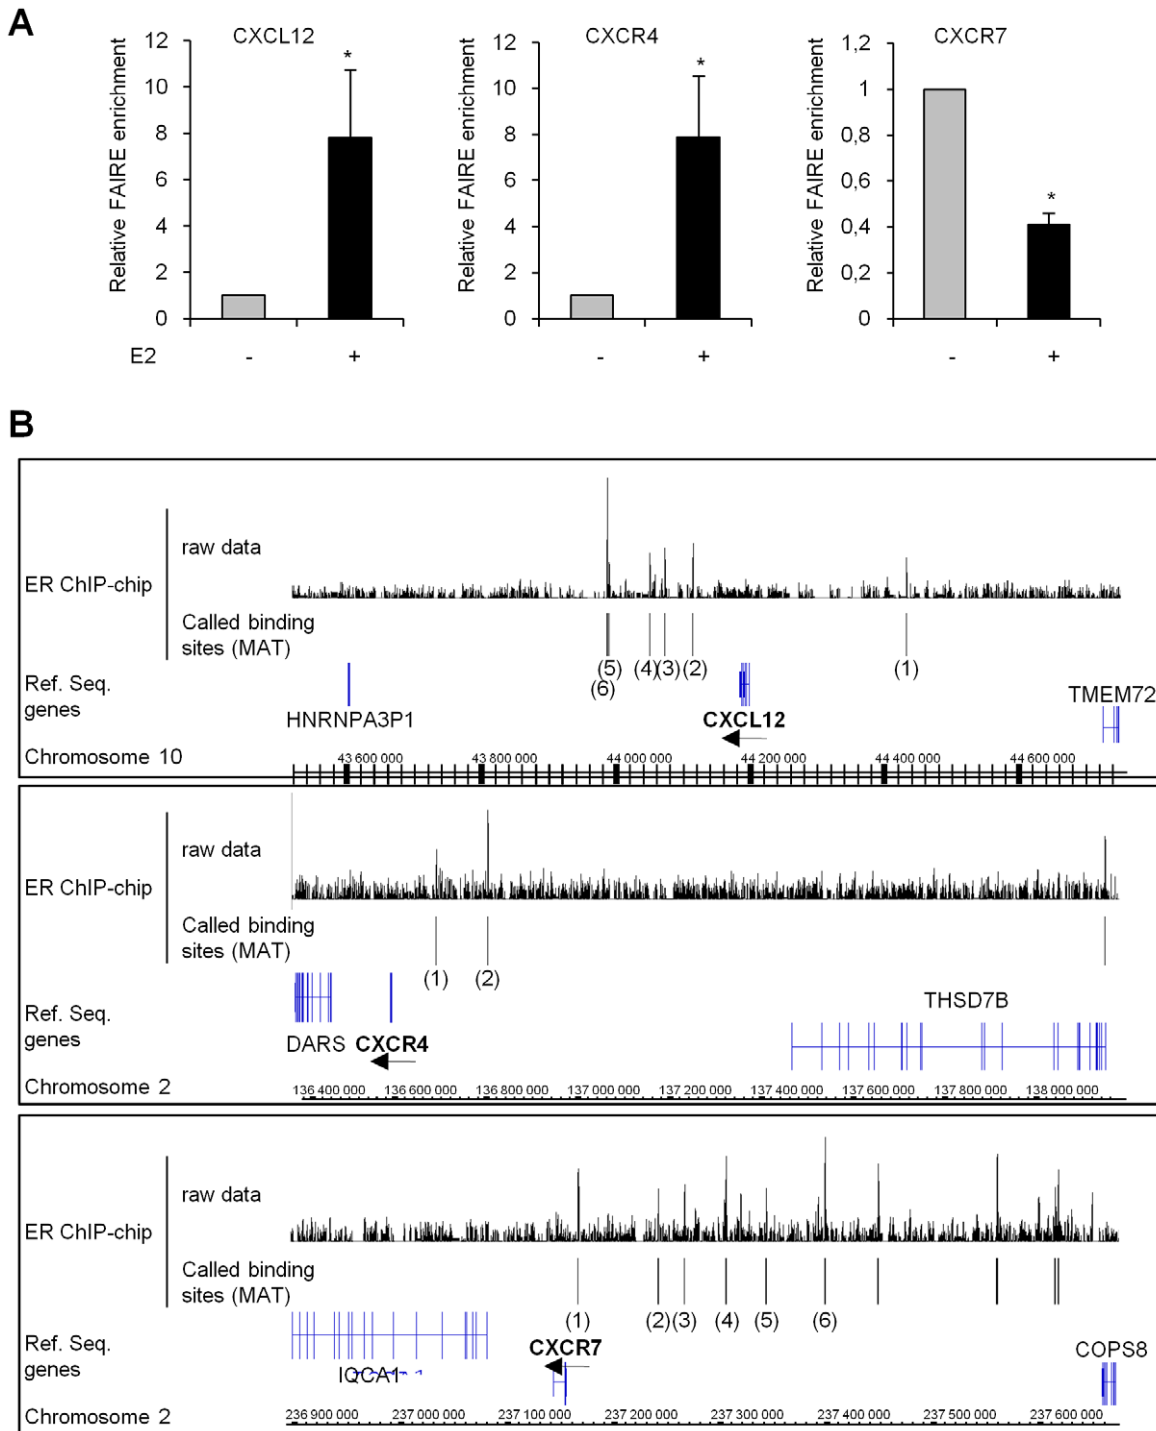 A
CXCL12
CXCR4
CXCR7
Relative FAIRE enrichment
12
10
8
6
4
2
0
*
Relative FAIRE enrichment
12
10
8
6
4
2
0
*
Relative FAIRE enrichment
1,2
1
0,8
0,6
0,4
0,2
0
*
E2 - + - + - +
B
raw data
ER ChIP-chip
Called binding
sites (MAT)
(5) (4) (3) (2) (1)
(6)
Ref. Seq.
genes
HNRNPA3P1 CXCL12 TMEM72
Chromosome 10
43 600 000 43 800 000 44 000 000 44 200 000 44 400 000 44 600 000
raw data
ER ChIP-chip
Called binding
sites (MAT)
(1) (2)
Ref. Seq.
genes
DARS CXCR4 THSD7B
Chromosome 2
136 400 000 136 600 000 136 800 000 137 000 000 137 200 000 137 400 000 137 600 000 137 800 000 138 000 000
raw data
ER ChIP-chip
Called binding
sites (MAT)
(1) (2) (3) (4) (5) (6)
Ref. Seq.
genes
IQCA1 CXCR7 COPS8
Chromosome 2
236 900 000 237 000 000 237 100 000 237 200 000 237 300 000 237 400 000 237 500 000 237 600 000